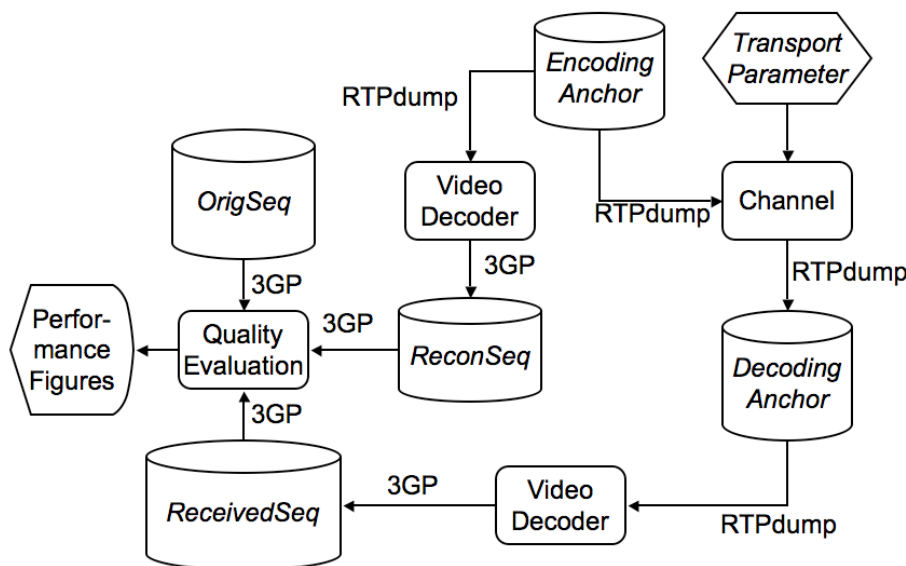 Encoding
Anchor
Transport
Parameter
RTPdump
OrigSeq
Video
Decoder
RTPdump
Channel
3GP
3GP
RTPdump
Perfor-
mance
Figures
Quality
Evaluation
3GP
ReconSeq
Decoding
Anchor
3GP
ReceivedSeq
3GP
Video
Decoder
RTPdump